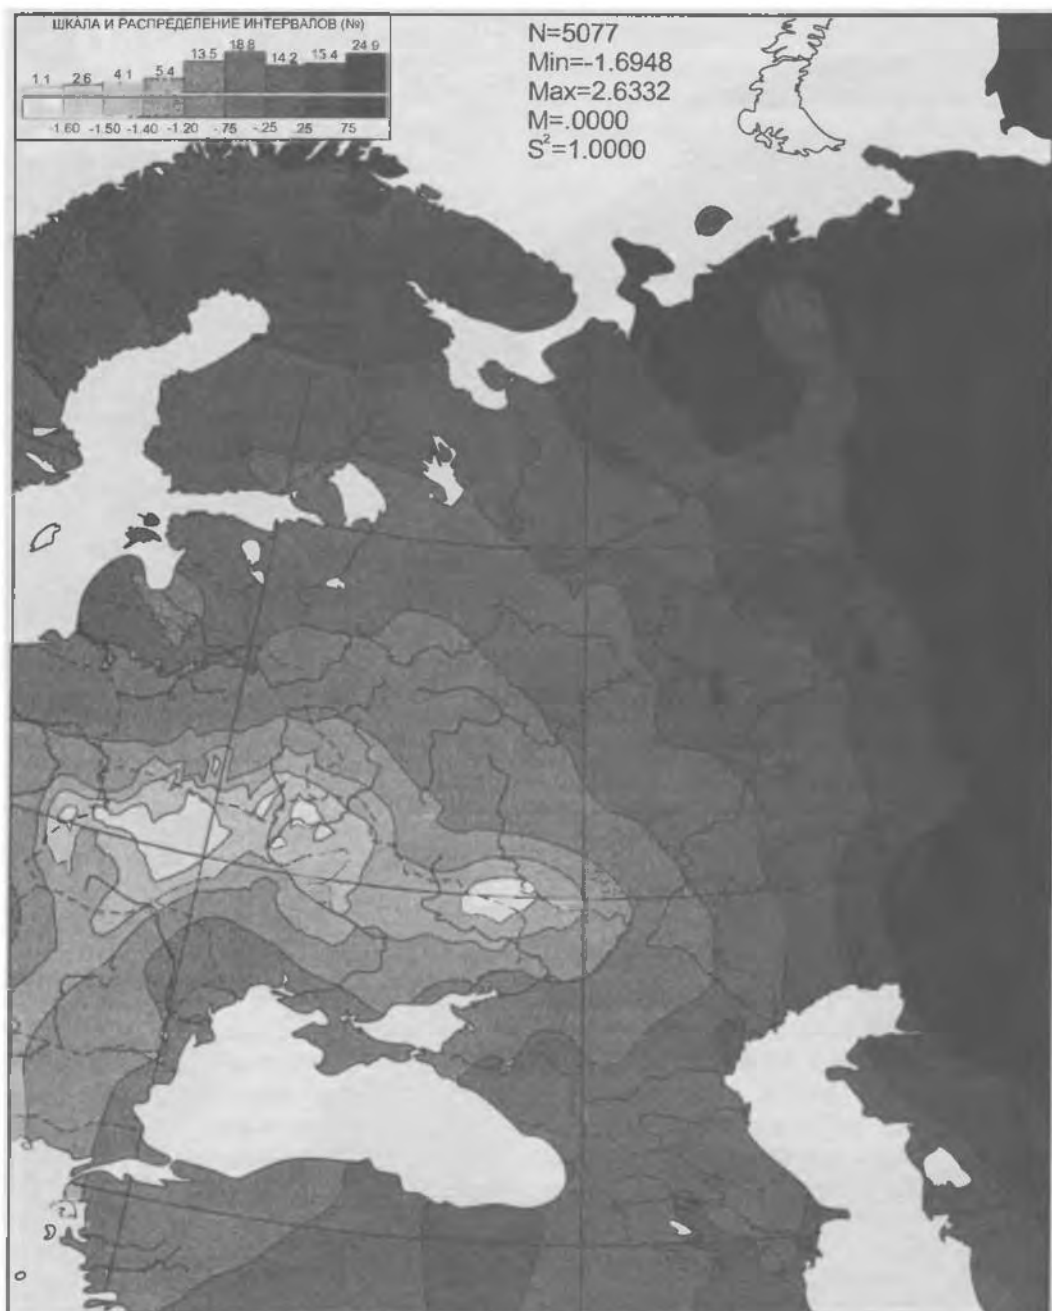 ШКАЛА И РАСПРЕДЕЛЕНИЕ ИНТЕРВАЛОВ (№)
1.1 2.6 4.1 5.4 13.5 18.8 14.2 15.4 24.9
-1.60 -1.50 -1.40 -1.20 -.75 -.25 .25 .75
N=5077
Min=-1.6948
Max=2.6332
M=.0000
S²=1.0000